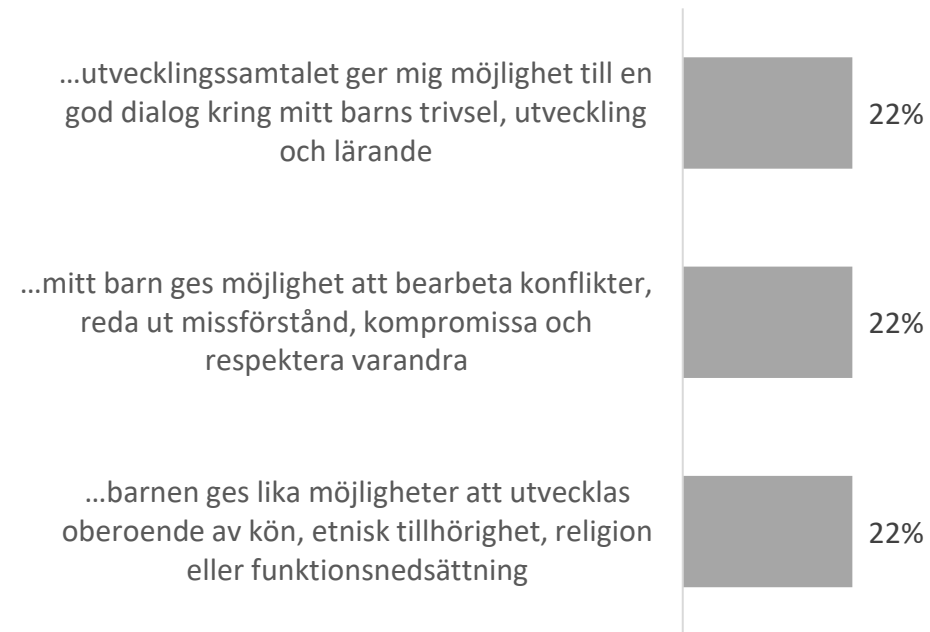 …utvecklingssamtalet ger mig möjlighet till en
god dialog kring mitt barns trivsel, utveckling
och lärande
22%
…mitt barn ges möjlighet att bearbeta konflikter,
reda ut missförstånd, kompromissa och
respektera varandra
22%
…barnen ges lika möjligheter att utvecklas
oberoende av kön, etnisk tillhörighet, religion
eller funktionsnedsättning
22%